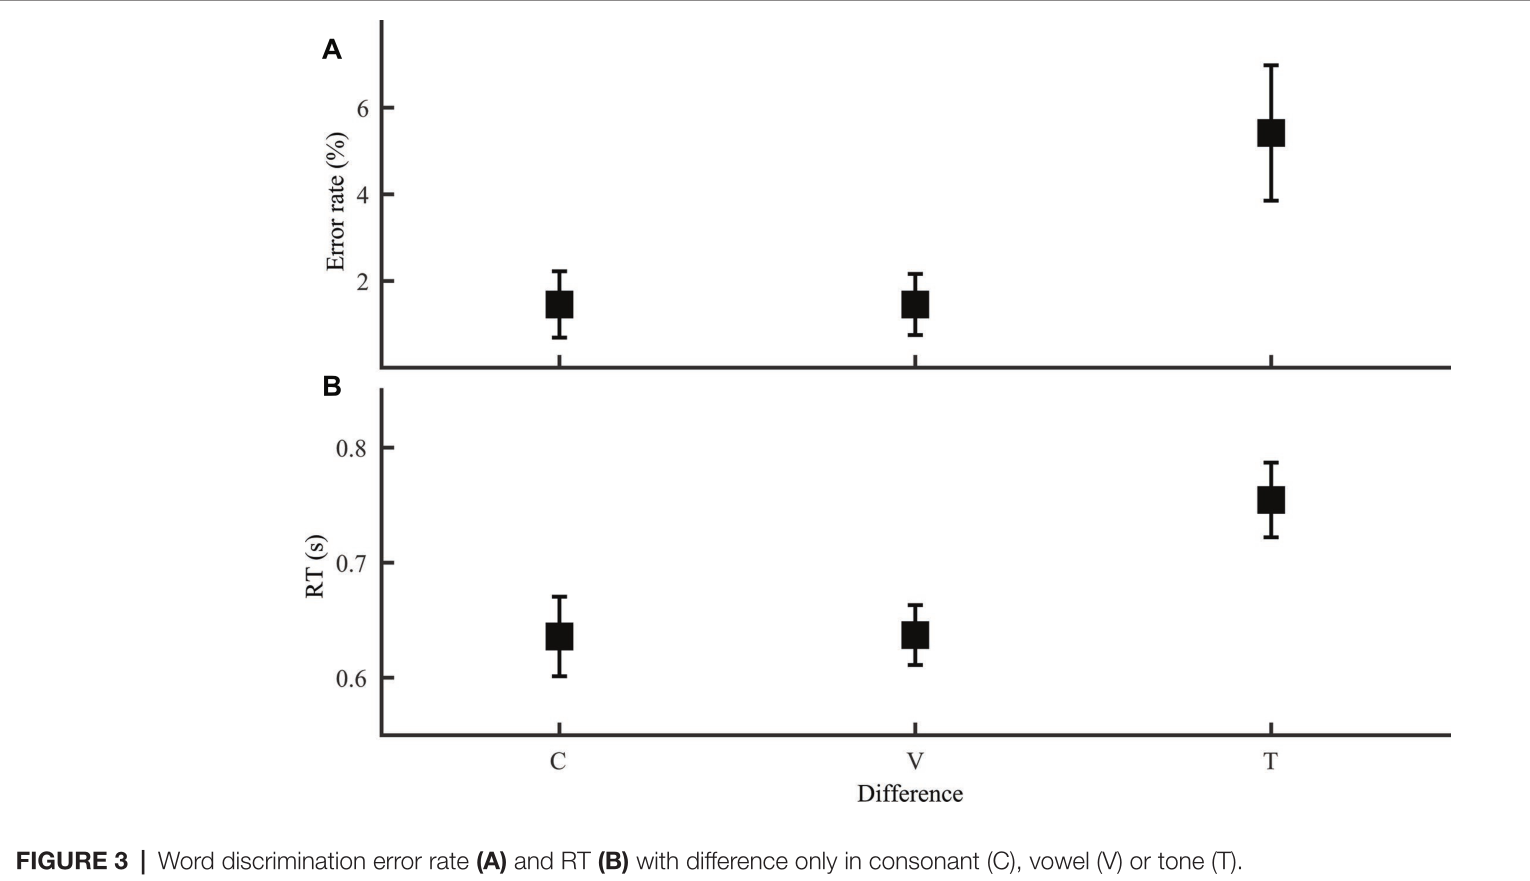 A
6
4
2
Error rate (%)
B
0.8
0.7
0.6
RT (s)
C V T
Difference
FIGURE 3 | Word discrimination error rate (A) and RT (B) with difference only in consonant (C), vowel (V) or tone (T).